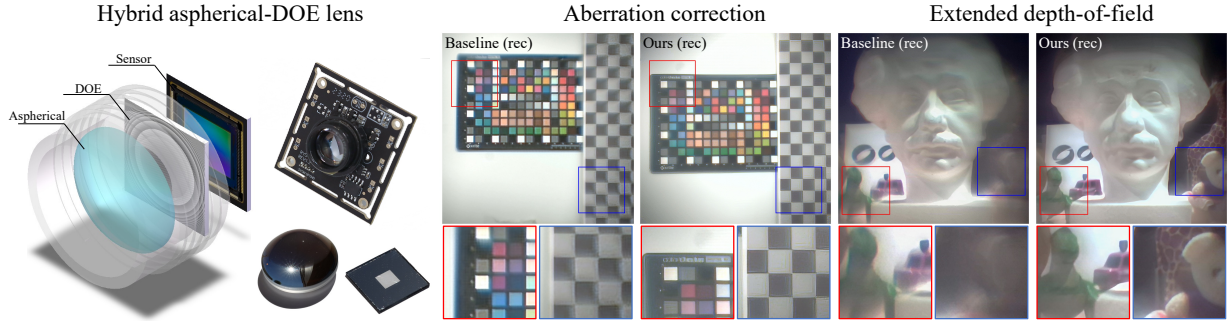 Hybrid aspherical-DOE lens
Aberration correction
Extended depth-of-field
Sensor
DOE
Aspherical
Baseline (rec)
Ours (rec)
Baseline (rec)
Ours (rec)
colorchecker